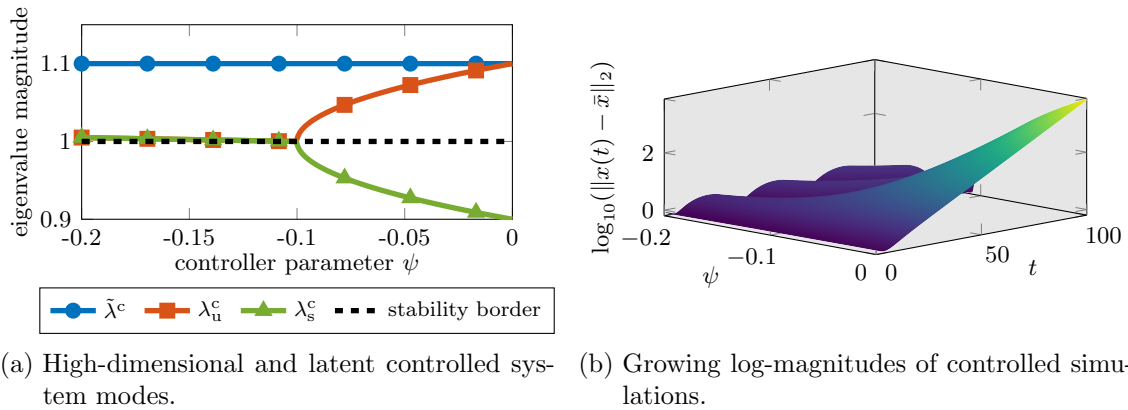 eigenvalue magnitude
1.1
1
0.9
-0.2 -0.15 -0.1 -0.05 0
controller parameter ψ
λ̃ᶜ λᵤᶜ λₛᶜ stability border
(a) High-dimensional and latent controlled sys-
tem modes.
log₁₀(||x(t) − x̄||₂)
2
0
−0.2 −0.1 0
ψ
0 50 100
t
(b) Growing log-magnitudes of controlled simu-
lations.